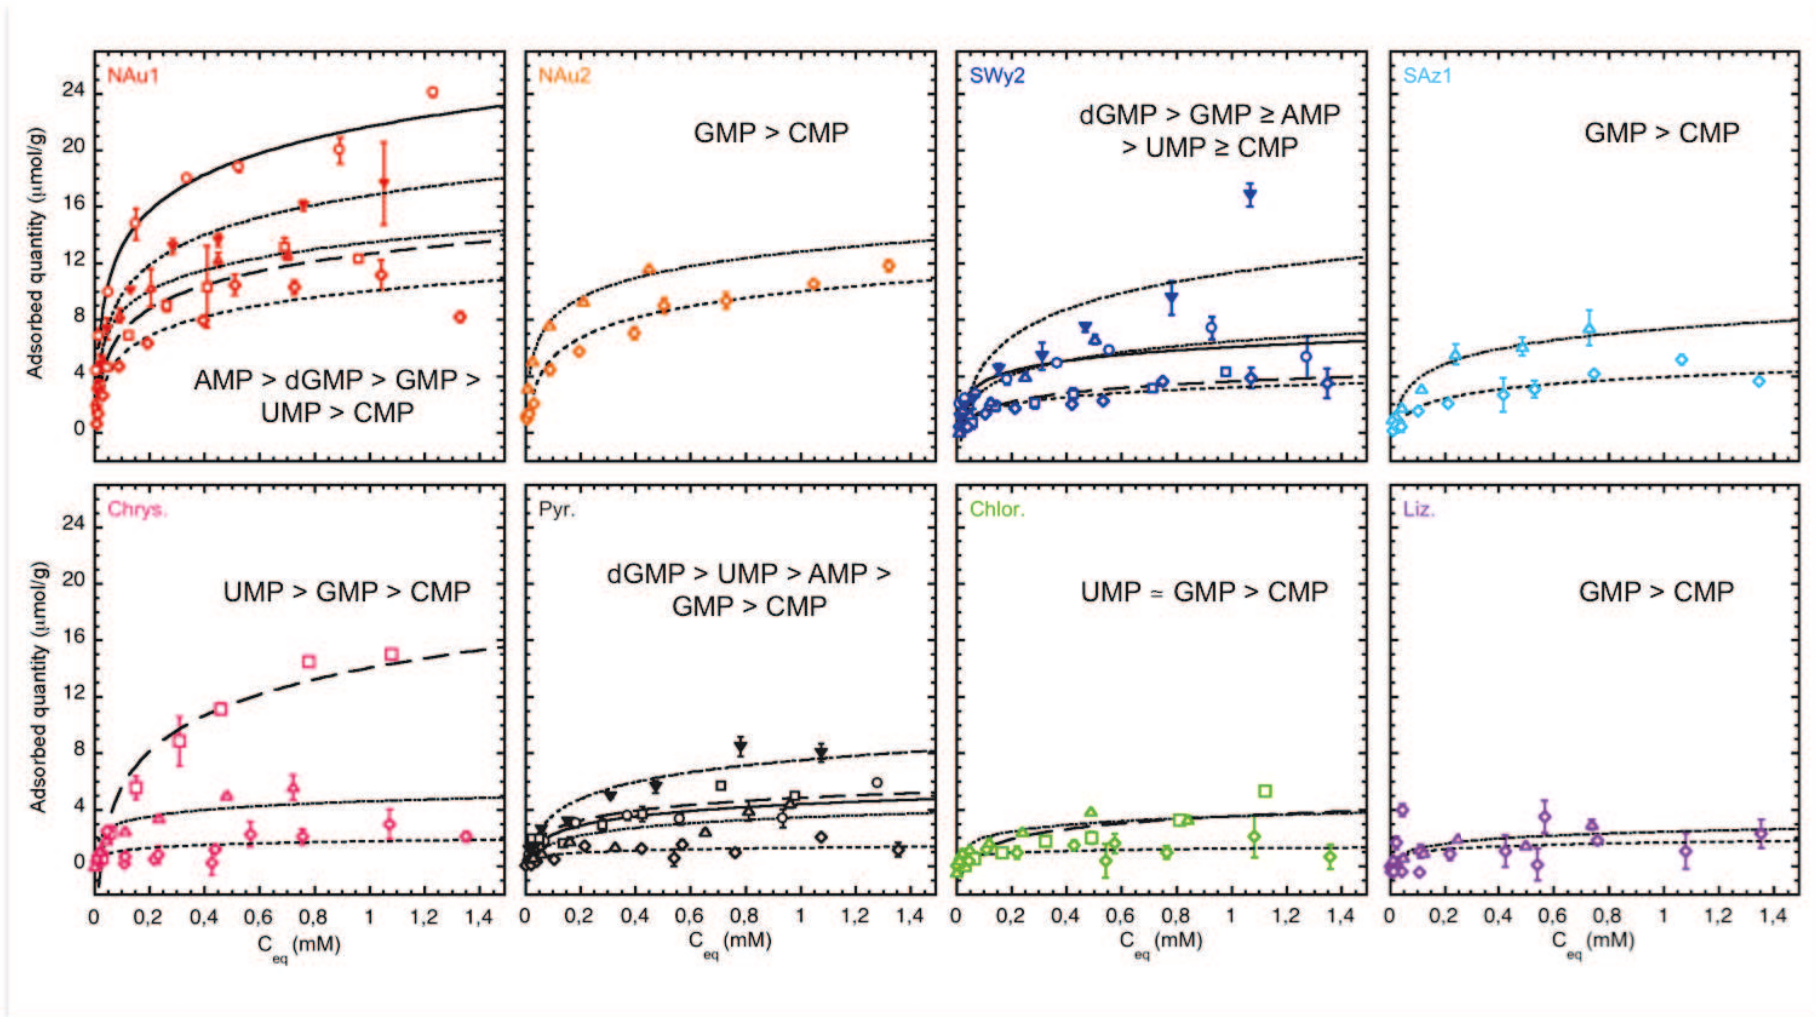 NAu1
NAu2
SWy2
SAz1
24
20
16
12
8
4
0
Adsorbed quantity (μmol/g)
AMP > dGMP > GMP >
UMP > CMP
GMP > CMP
dGMP > GMP ≥ AMP
> UMP ≥ CMP
GMP > CMP
Chrys.
Pyr.
Chlor.
Liz.
24
20
16
12
8
4
0
Adsorbed quantity (μmol/g)
UMP > GMP > CMP
dGMP > UMP > AMP >
GMP > CMP
UMP ≃ GMP > CMP
GMP > CMP
0 0,2 0,4 0,6 0,8 1 1,2 1,4
0 0,2 0,4 0,6 0,8 1 1,2 1,4
0 0,2 0,4 0,6 0,8 1 1,2 1,4
0 0,2 0,4 0,6 0,8 1 1,2 1,4
Ceq (mM)
Ceq (mM)
Ceq (mM)
Ceq (mM)